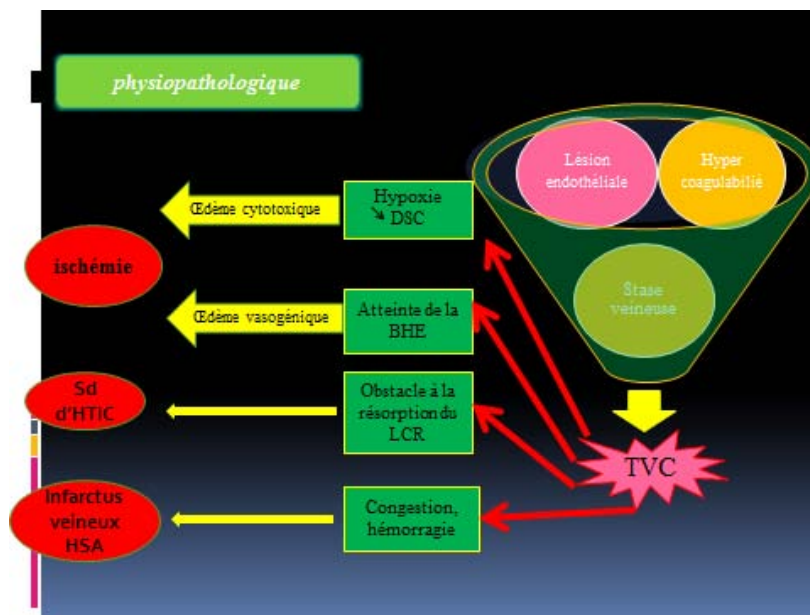 physiopathologique
Lésion
endothéliale
Hyper
coagulabilié
Stase
veineuse
TVC
Hypoxie
↘ DSC
Œdème cytotoxique
ischémie
Atteinte de la
BHE
Œdème vasogénique
Obstacle à la
résorption du
LCR
Sd
d'HTIC
Congestion,
hémorragie
Infarctus
veineux
HSA